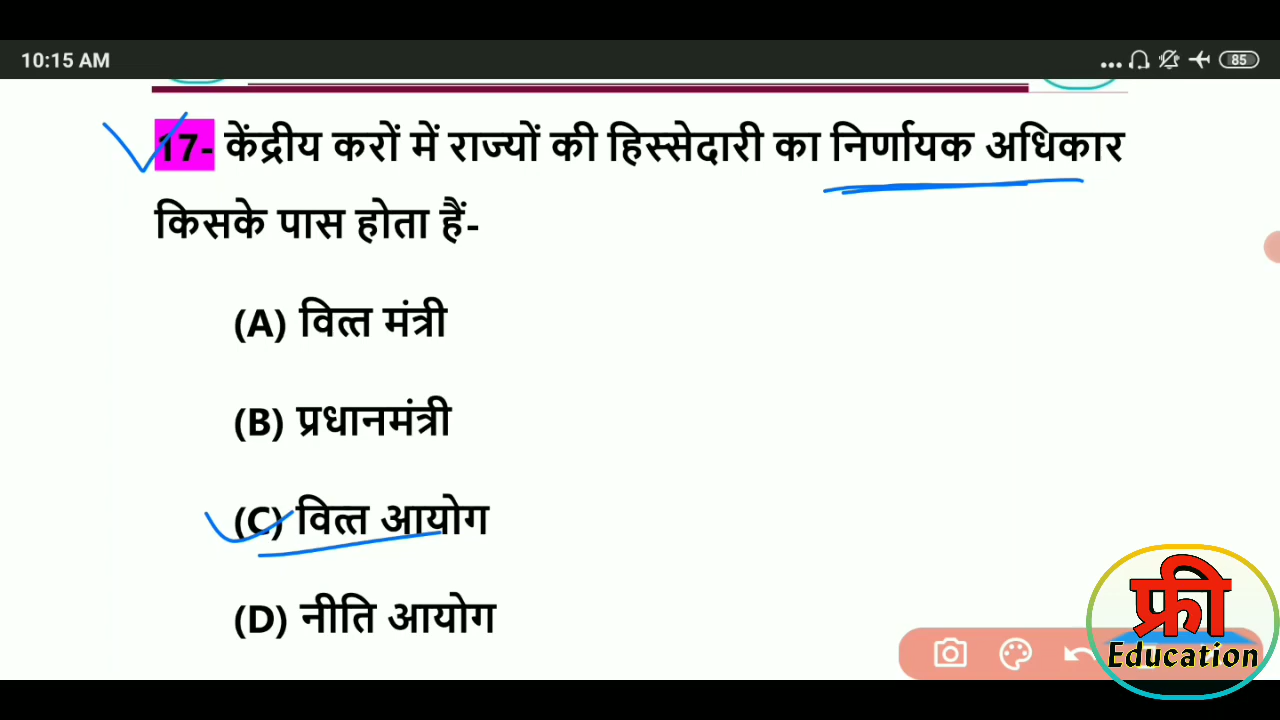 10:15 AM
85
17- केंद्रीय करों में राज्यों की हिस्सेदारी का निर्णायक अधिकार
किसके पास होता हैं-
(A) वित्त मंत्री
(B) प्रधानमंत्री
(C) वित्त आयोग
(D) नीति आयोग
फ्री
Education